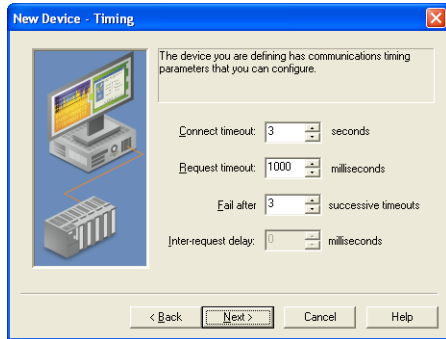 New Device - Timing
The device you are defining has communications timing
parameters that you can configure.
Connect timeout: 3 seconds
Request timeout: 1000 milliseconds
Fail after 3 successive timeouts
Inter-request delay: 0 milliseconds
< Back Next > Cancel Help